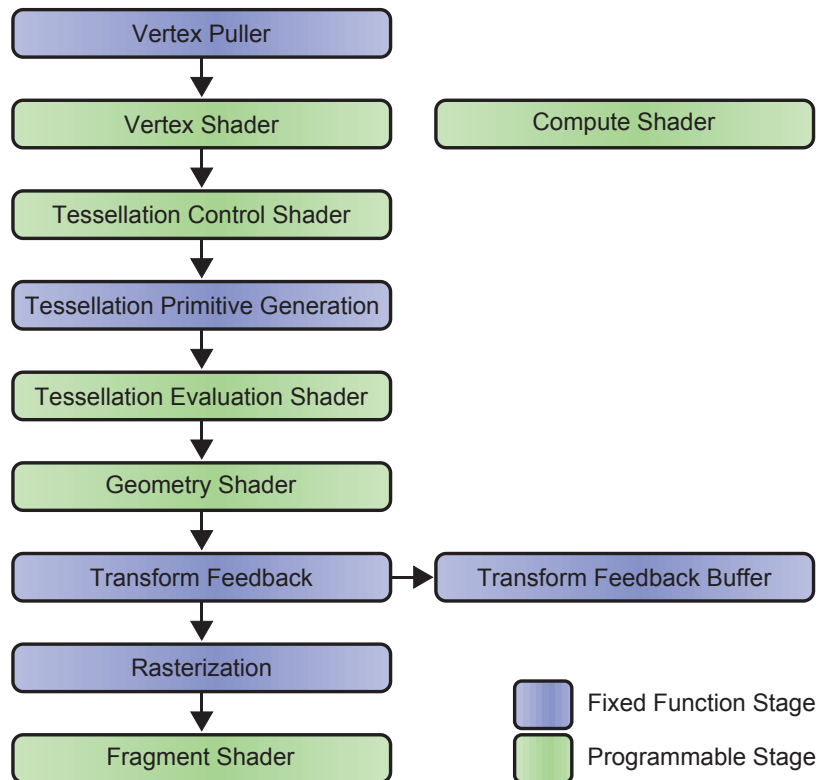 Vertex Puller
Vertex Shader
Compute Shader
Tessellation Control Shader
Tessellation Primitive Generation
Tessellation Evaluation Shader
Geometry Shader
Transform Feedback
Transform Feedback Buffer
Rasterization
Fixed Function Stage
Fragment Shader
Programmable Stage